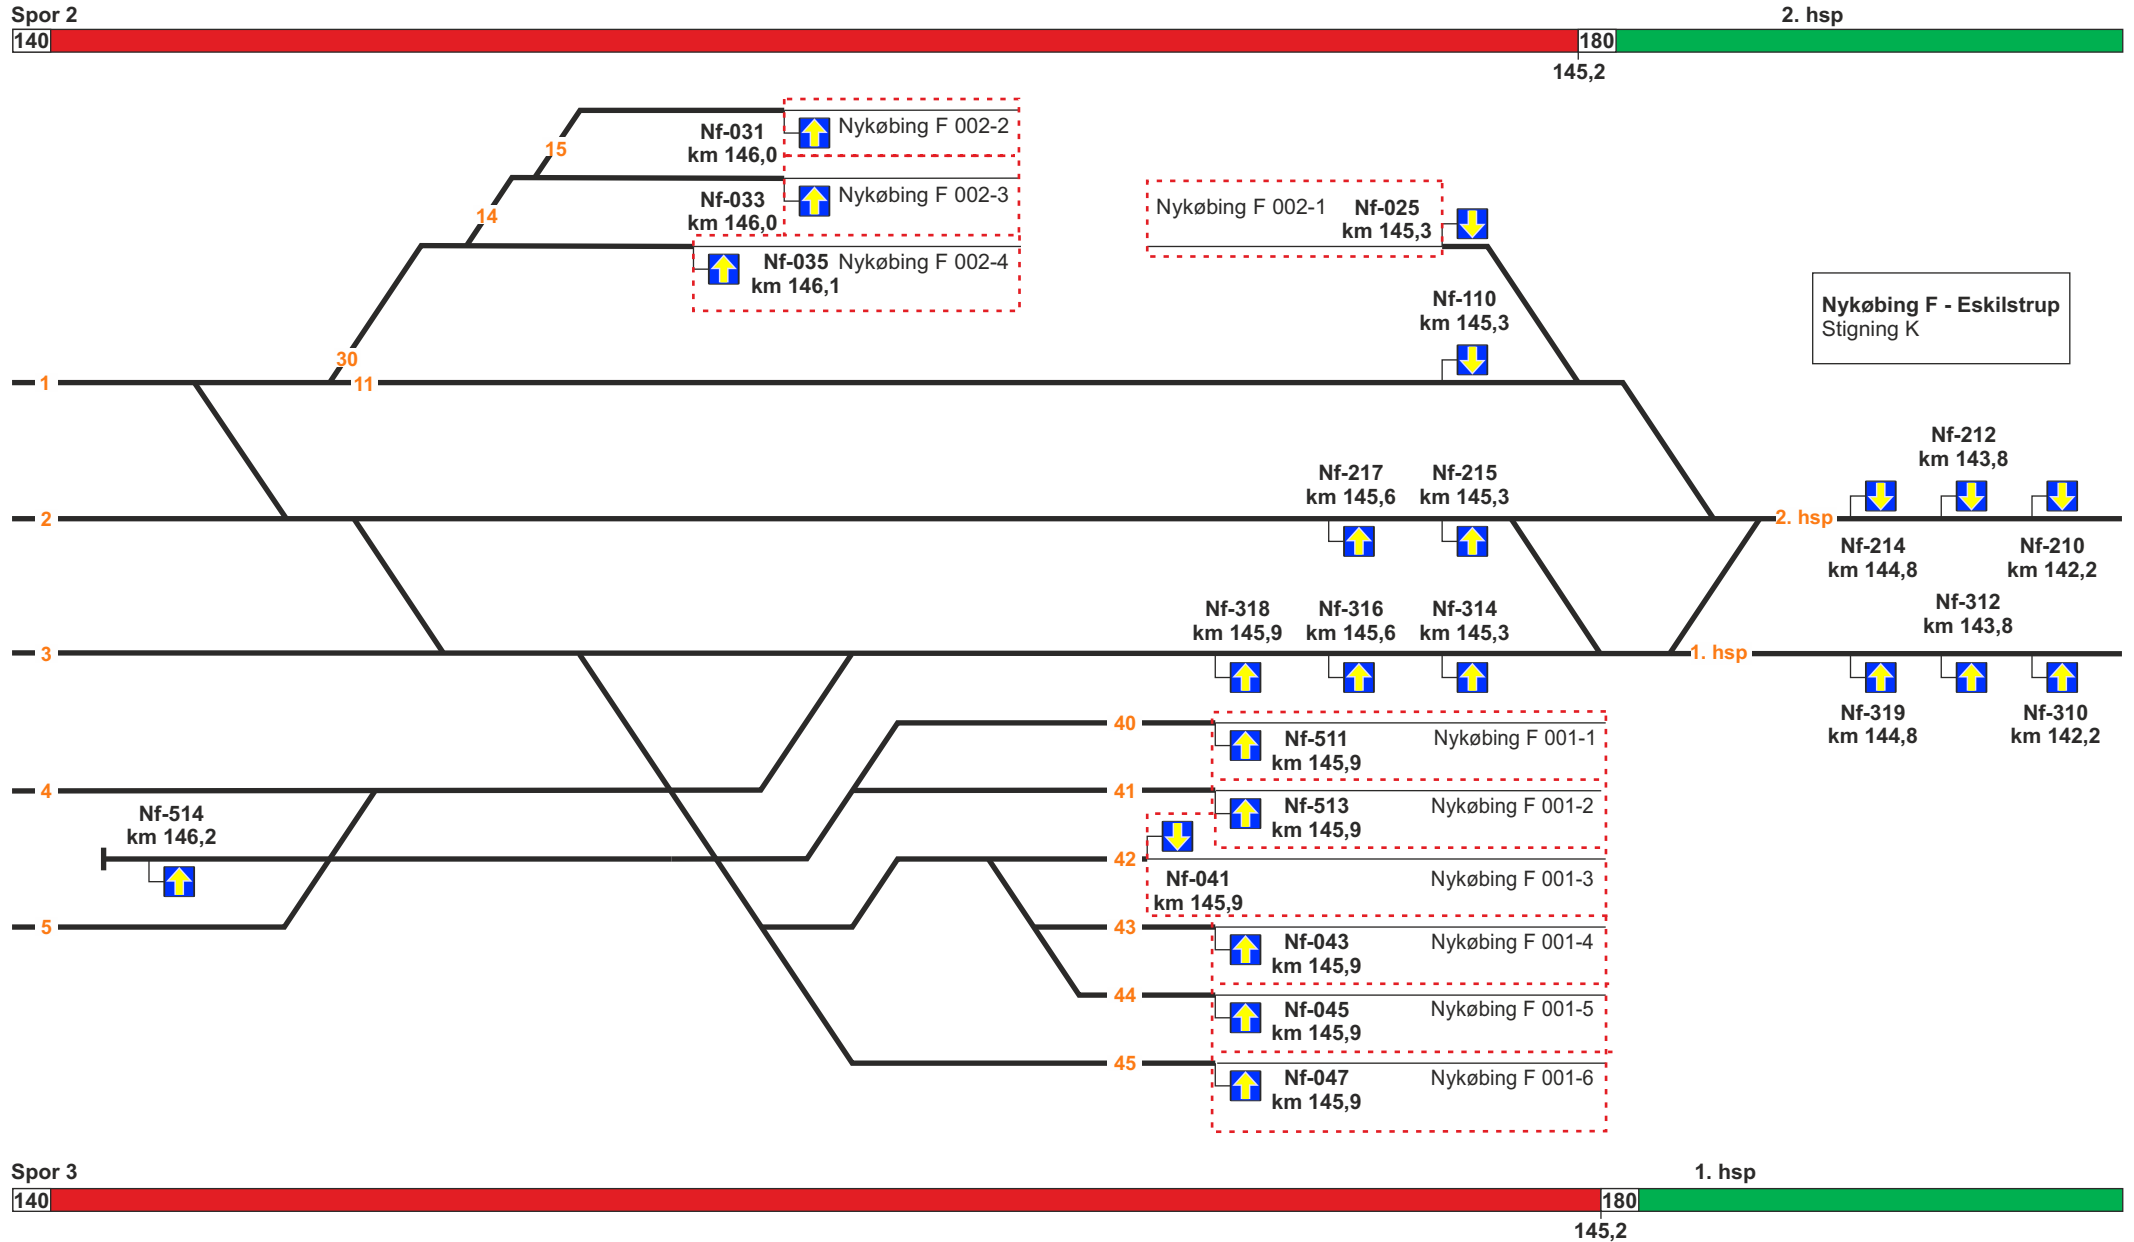 Spor 2
2. hsp
140
180
145,2
Nf-031
km 146,0
Nykøbing F 002-2
15
Nf-033
km 146,0
Nykøbing F 002-3
14
Nf-035
km 146,1
Nykøbing F 002-4
Nykøbing F 002-1
Nf-025
km 145,3
Nf-110
km 145,3
Nykøbing F - Eskilstrup
Stigning K
30
1
11
Nf-217
km 145,6
Nf-215
km 145,3
Nf-212
km 143,8
2
2. hsp
Nf-214
km 144,8
Nf-210
km 142,2
Nf-318
km 145,9
Nf-316
km 145,6
Nf-314
km 145,3
Nf-312
km 143,8
3
1. hsp
Nf-319
km 144,8
Nf-310
km 142,2
40
Nf-511
km 145,9
Nykøbing F 001-1
4
41
Nf-513
km 145,9
Nykøbing F 001-2
Nf-514
km 146,2
42
Nf-041
km 145,9
Nykøbing F 001-3
5
43
Nf-043
km 145,9
Nykøbing F 001-4
44
Nf-045
km 145,9
Nykøbing F 001-5
45
Nf-047
km 145,9
Nykøbing F 001-6
Spor 3
1. hsp
140
180
145,2